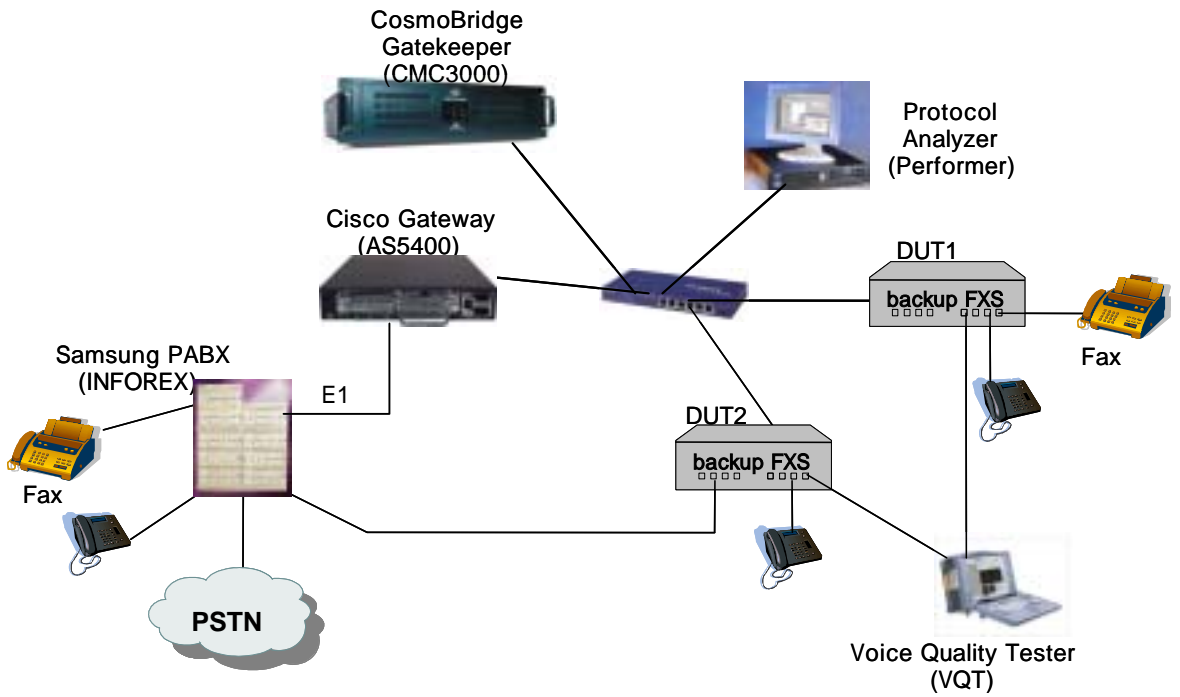 CosmoBridge
Gatekeeper
(CMC3000)
Protocol
Analyzer
(Performer)
Cisco Gateway
(AS5400)
DUT1
backup FXS
Fax
Samsung PABX
(INFOREX)
E1
DUT2
backup FXS
Fax
PSTN
Voice Quality Tester
(VQT)